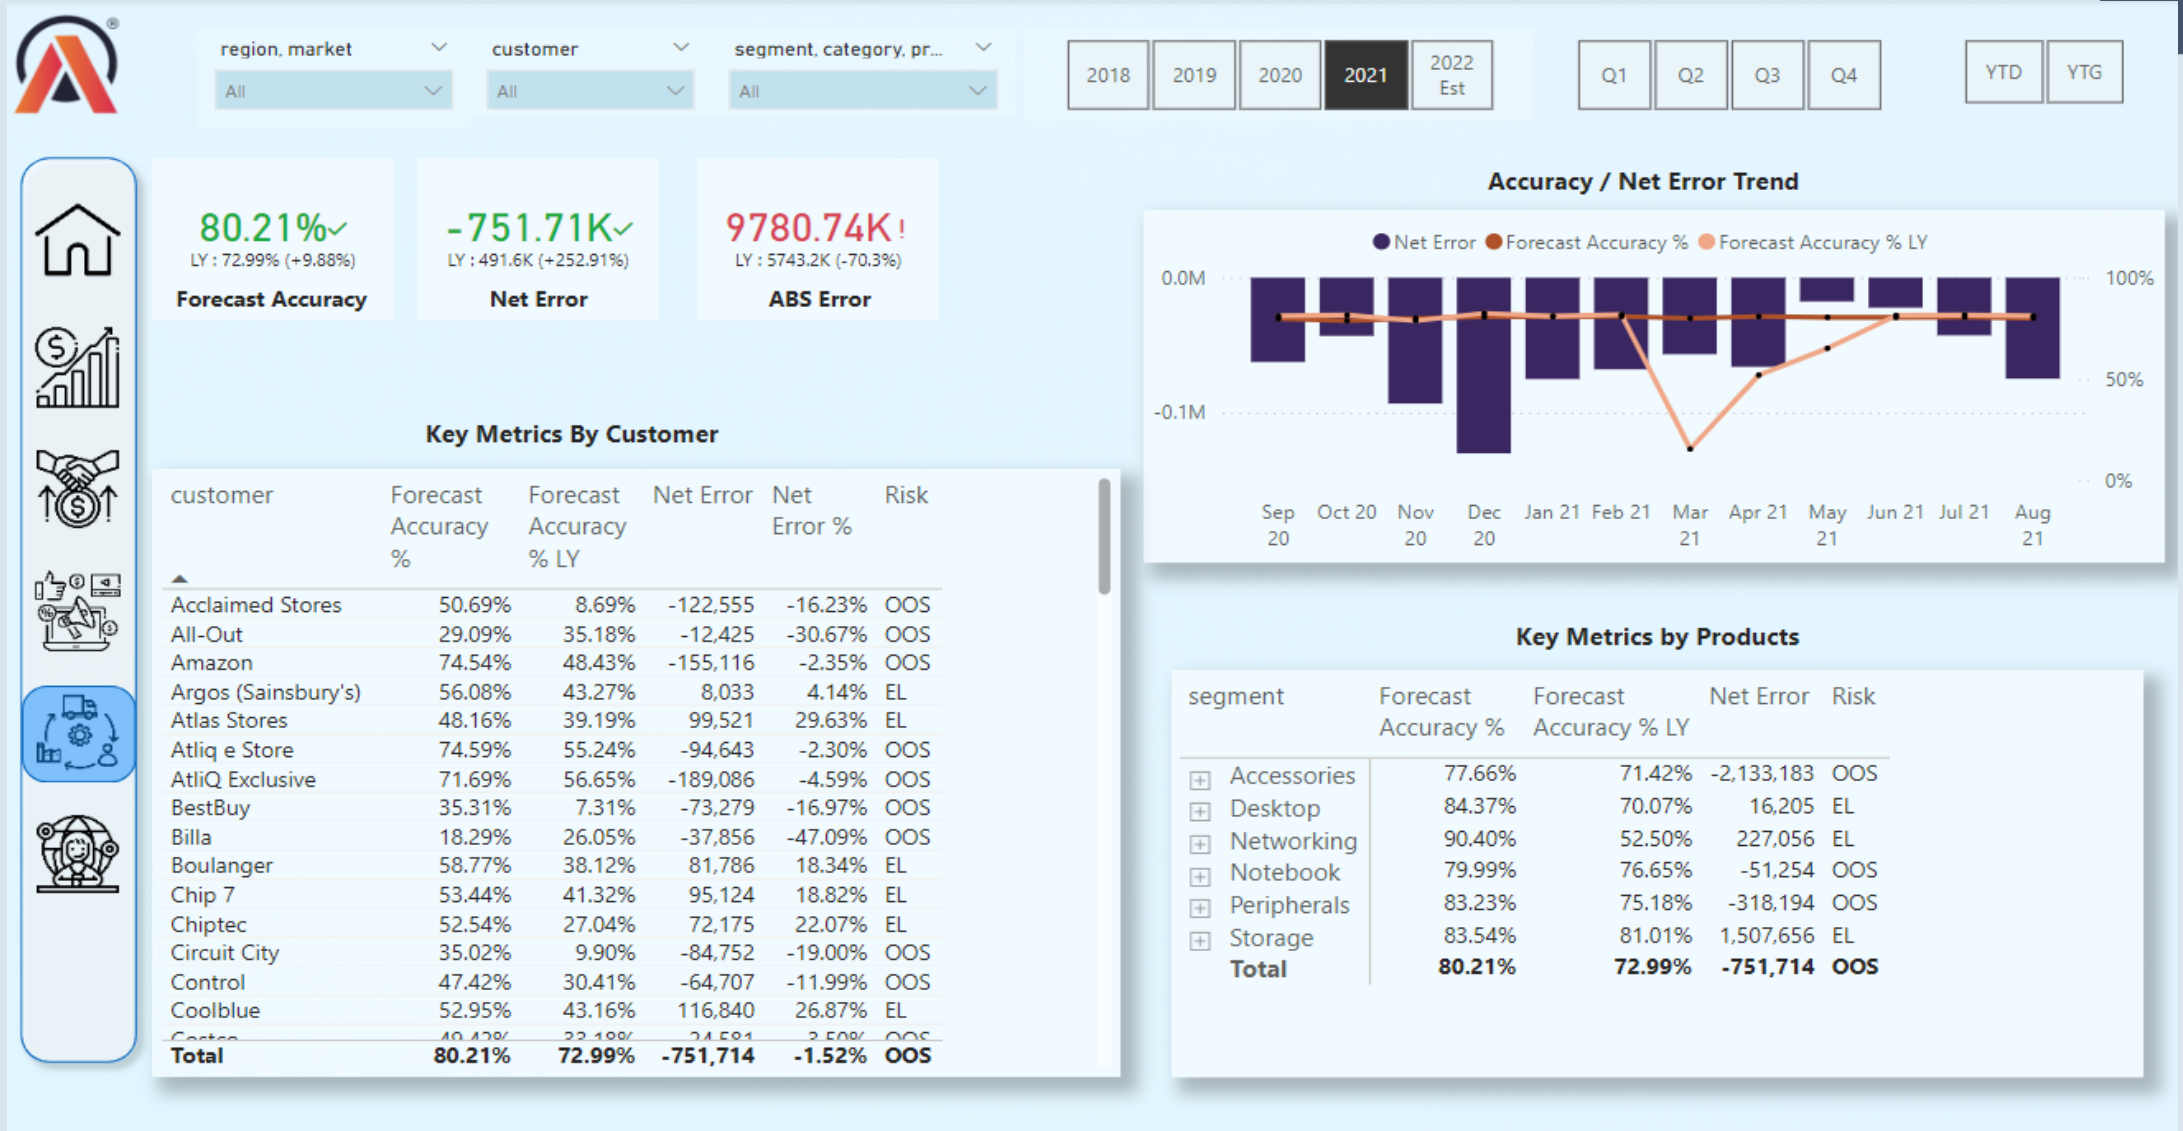 ®
region, market
customer
segment, category, pr...
All
All
All
2018
2019
2020
2021
2022
Est
Q1
Q2
Q3
Q4
YTD
YTG
80.21%
LY : 72.99% (+9.88%)
Forecast Accuracy
-751.71K
LY : 491.6K (+252.91%)
Net Error
9780.74K !
LY : 5743.2K (-70.3%)
ABS Error
Accuracy / Net Error Trend
Net Error Forecast Accuracy % Forecast Accuracy % LY
0.0M
-0.1M
100%
50%
0%
Sep
20
Oct 20
Nov
20
Dec
20
Jan 21
Feb 21
Mar
21
Apr 21
May
21
Jun 21
Jul 21
Aug
21
Key Metrics By Customer
customer Forecast Accuracy % Forecast Accuracy % LY Net Error Net Error % Risk
Acclaimed Stores 50.69% 8.69% -122,555 -16.23% OOS
All-Out 29.09% 35.18% -12,425 -30.67% OOS
Amazon 74.54% 48.43% -155,116 -2.35% OOS
Argos (Sainsbury's) 56.08% 43.27% 8,033 4.14% EL
Atlas Stores 48.16% 39.19% 99,521 29.63% EL
Atliq e Store 74.59% 55.24% -94,643 -2.30% OOS
AtliQ Exclusive 71.69% 56.65% -189,086 -4.59% OOS
BestBuy 35.31% 7.31% -73,279 -16.97% OOS
Billa 18.29% 26.05% -37,856 -47.09% OOS
Boulanger 58.77% 38.12% 81,786 18.34% EL
Chip 7 53.44% 41.32% 95,124 18.82% EL
Chiptec 52.54% 27.04% 72,175 22.07% EL
Circuit City 35.02% 9.90% -84,752 -19.00% OOS
Control 47.42% 30.41% -64,707 -11.99% OOS
Coolblue 52.95% 43.16% 116,840 26.87% EL
Costco
Total 80.21% 72.99% -751,714 -1.52% OOS
Key Metrics by Products
segment Forecast Accuracy % Forecast Accuracy % LY Net Error Risk
Accessories 77.66% 71.42% -2,133,183 OOS
Desktop 84.37% 70.07% 16,205 EL
Networking 90.40% 52.50% 227,056 EL
Notebook 79.99% 76.65% -51,254 OOS
Peripherals 83.23% 75.18% -318,194 OOS
Storage 83.54% 81.01% 1,507,656 EL
Total 80.21% 72.99% -751,714 OOS